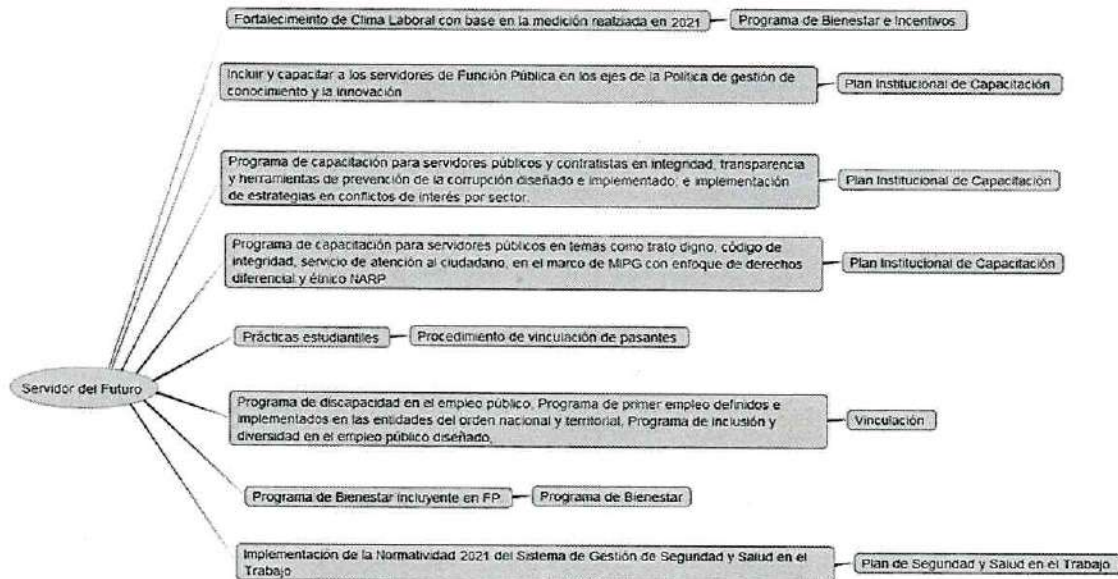 Fortalecimeinto de Clima Laboral con base en la medición realziada en 2021
Programa de Bienestar e Incentivos
Incluir y capacitar a los servidores de Función Pública en los ejes de la Política de gestión de
conocimiento y la innovación
Plan Institucional de Capacitación
Programa de capacitación para servidores públicos y contratistas en integridad, transparencia
y herramientas de prevención de la corrupción diseñado e implementado, e implementación
de estrategias en conflictos de interés por sector.
Plan Institucional de Capacitación
Programa de capacitación para servidores públicos en temas como trato digno, código de
integridad, servicio de atención al ciudadano, en el marco de MIPG con enfoque de derechos
diferencial y étnico NARP
Plan Institucional de Capacitación
Prácticas estudiantiles
Procedimiento de vinculación de pasantes
Servidor del Futuro
Programa de discapacidad en el empleo público, Programa de primer empleo definidos e
implementados en las entidades del orden nacional y territorial, Programa de inclusión y
diversidad en el empleo público diseñado,
Vinculación
Programa de Bienestar incluyente en FP
Programa de Bienestar
Implementación de la Normatividad 2021 del Sistema de Gestión de Seguridad y Salud en el
Trabajo
Plan de Seguridad y Salud en el Trabajo